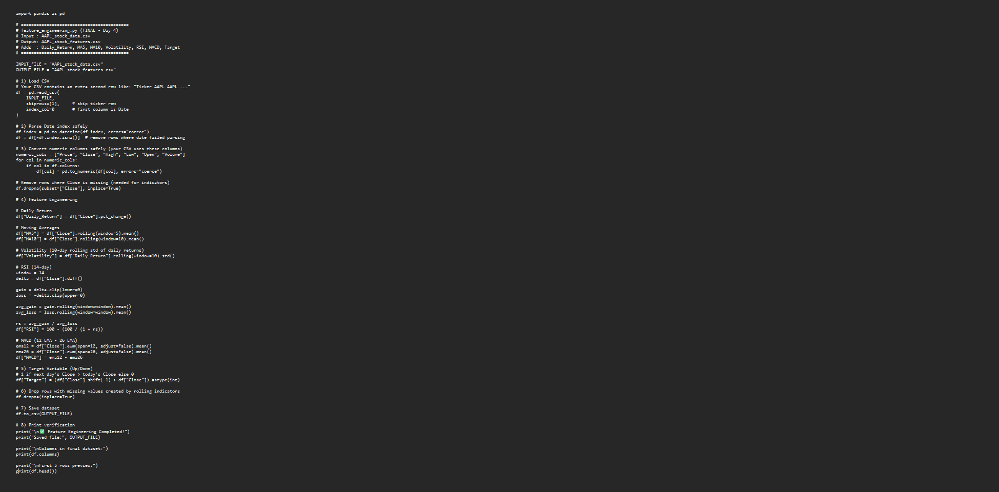 import pandas as pd
# ==========================================
# feature_engineering.py (FINAL - Day 4)
# Input : AAPL_stock_data.csv
# Output: AAPL_stock_features.csv
# Adds  : Daily_Return, MA5, MA10, Volatility, RSI, MACD, Target
# ==========================================
INPUT_FILE = "AAPL_stock_data.csv"
OUTPUT_FILE = "AAPL_stock_features.csv"
# 1) Load CSV
# Your CSV contains an extra second row like: "Ticker AAPL AAPL ..."
df = pd.read_csv(
    INPUT_FILE,
    skiprows=[1],     # skip ticker row
    index_col=0       # first column is Date
)
# 2) Parse Date index safely
df.index = pd.to_datetime(df.index, errors="coerce")
df = df[~df.index.isna()]  # remove rows where date failed parsing
# 3) Convert numeric columns safely (your CSV uses these columns)
numeric_cols = ["Price", "Close", "High", "Low", "Open", "Volume"]
for col in numeric_cols:
    if col in df.columns:
        df[col] = pd.to_numeric(df[col], errors="coerce")
# Remove rows where Close is missing (needed for indicators)
df.dropna(subset=["Close"], inplace=True)
# 4) Feature Engineering
# Daily Return
df["Daily_Return"] = df["Close"].pct_change()
# Moving Averages
df["MA5"] = df["Close"].rolling(window=5).mean()
df["MA10"] = df["Close"].rolling(window=10).mean()
# Volatility (10-day rolling std of daily returns)
df["Volatility"] = df["Daily_Return"].rolling(window=10).std()
# RSI (14-day)
window = 14
delta = df["Close"].diff()
gain = delta.clip(lower=0)
loss = -delta.clip(upper=0)
avg_gain = gain.rolling(window=window).mean()
avg_loss = loss.rolling(window=window).mean()
rs = avg_gain / avg_loss
df["RSI"] = 100 - (100 / (1 + rs))
# MACD (12 EMA - 26 EMA)
ema12 = df["Close"].ewm(span=12, adjust=False).mean()
ema26 = df["Close"].ewm(span=26, adjust=False).mean()
df["MACD"] = ema12 - ema26
# 5) Target Variable (Up/Down)
# 1 if next day's Close > today's Close else 0
df["Target"] = (df["Close"].shift(-1) > df["Close"]).astype(int)
# 6) Drop rows with missing values created by rolling indicators
df.dropna(inplace=True)
# 7) Save dataset
df.to_csv(OUTPUT_FILE)
# 8) Print verification
print("\n✅ Feature Engineering Completed!")
print("Saved file:", OUTPUT_FILE)
print("\nColumns in final dataset:")
print(df.columns)
print("\nFirst 5 rows preview:")
print(df.head())